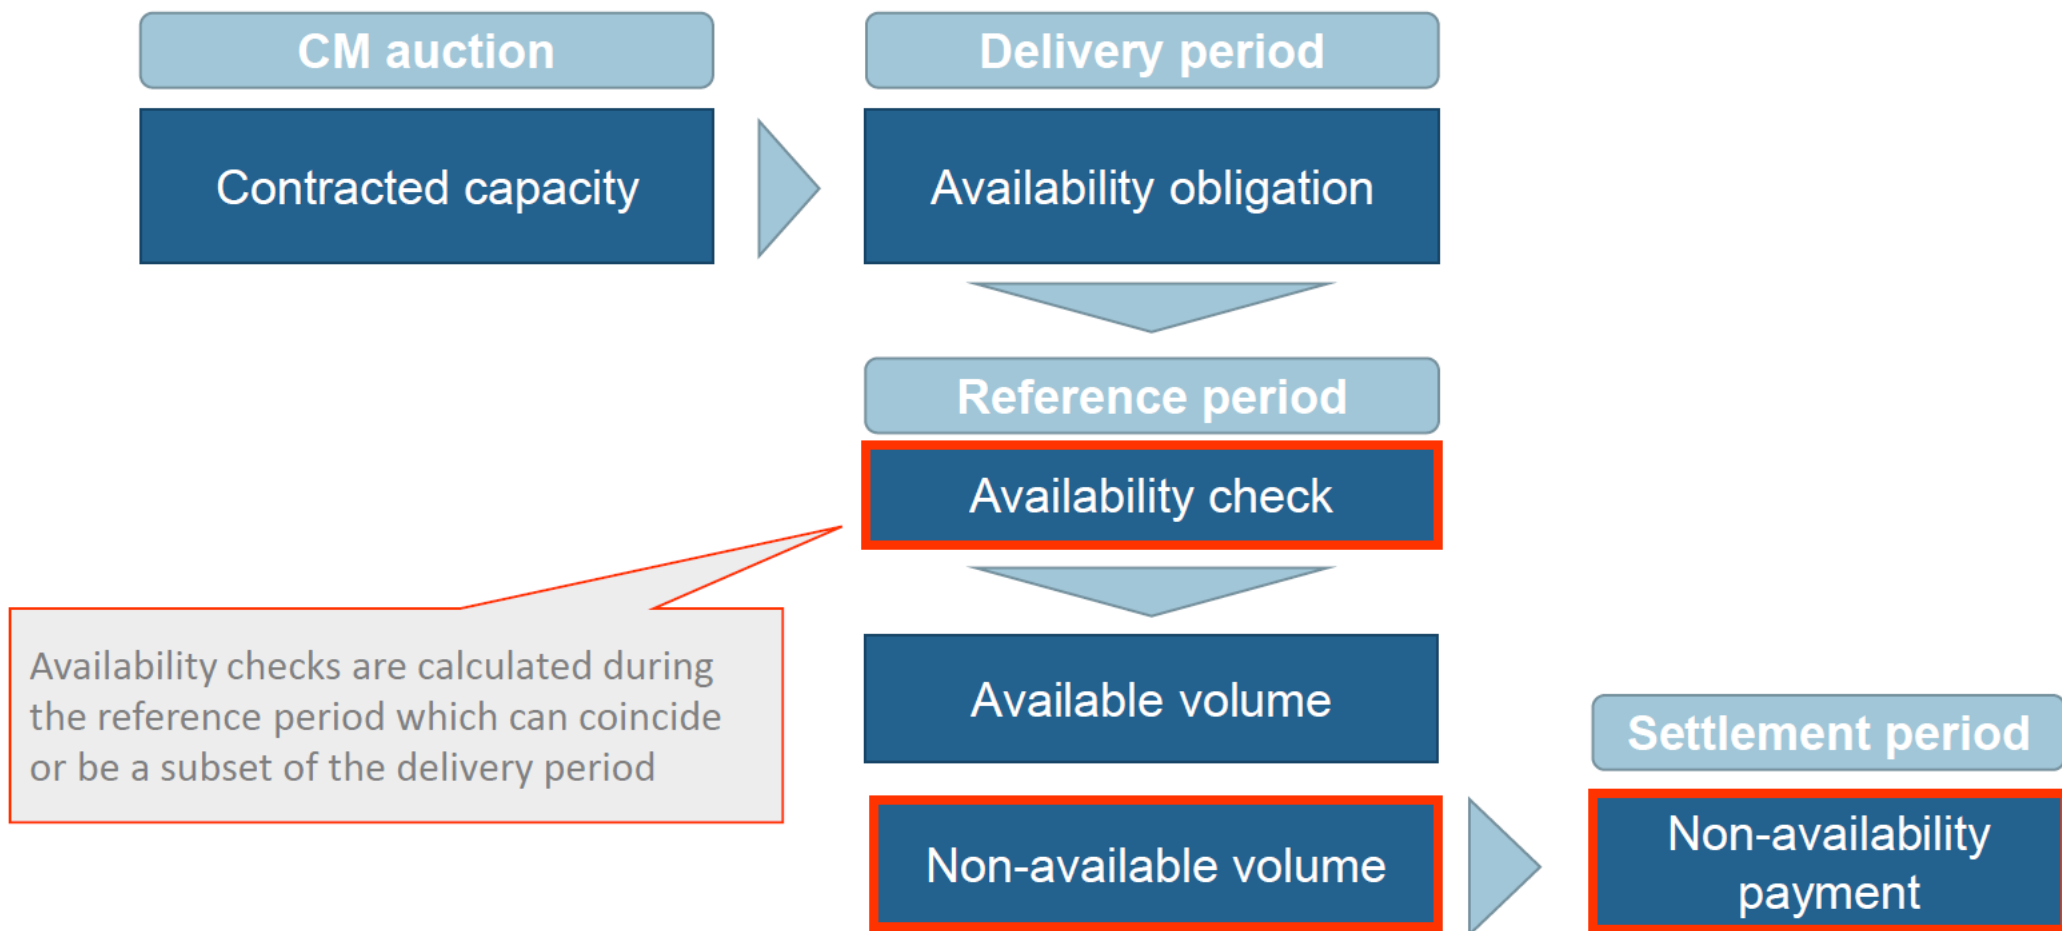 CM auction
Delivery period
Contracted capacity
Availability obligation
Reference period
Availability check
Availability checks are calculated during
the reference period which can coincide
or be a subset of the delivery period
Available volume
Settlement period
Non-available volume
Non-availability
payment